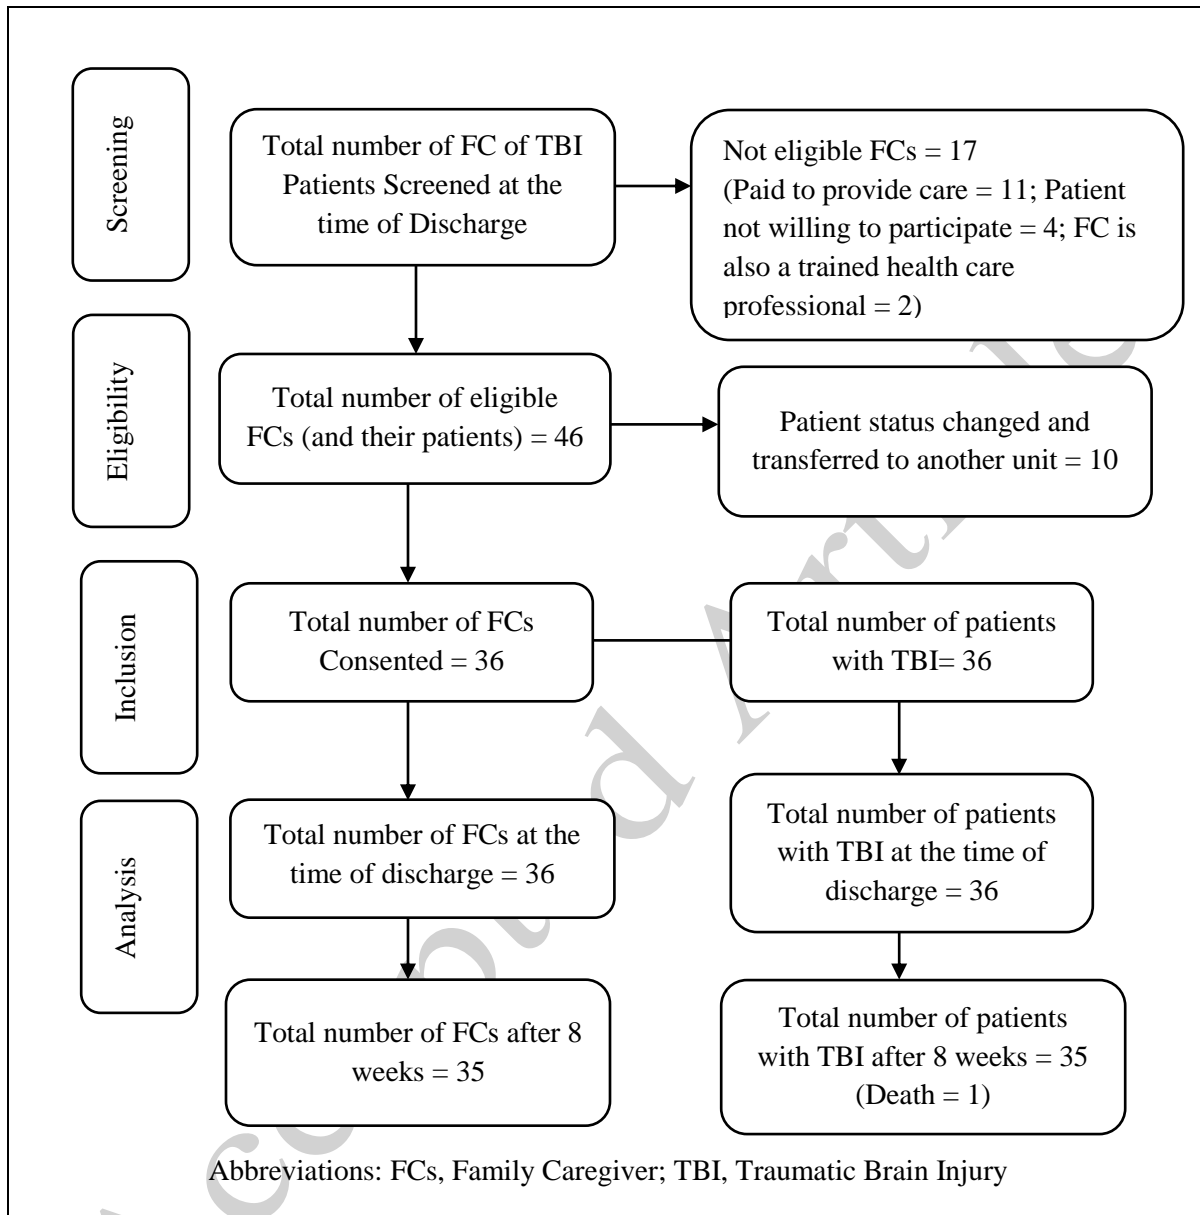 Screening
Total number of FC of TBI
Patients Screened at the
time of Discharge
Not eligible FCs = 17
(Paid to provide care = 11; Patient
not willing to participate = 4; FC is
also a trained health care
professional = 2)
Eligibility
Total number of eligible
FCs (and their patients) = 46
Patient status changed and
transferred to another unit = 10
Inclusion
Total number of FCs
Consented = 36
Total number of patients
with TBI= 36
Analysis
Total number of FCs at the
time of discharge = 36
Total number of patients
with TBI at the time of
discharge = 36
Total number of FCs after 8
weeks = 35
Total number of patients
with TBI after 8 weeks = 35
(Death = 1)
Abbreviations: FCs, Family Caregiver; TBI, Traumatic Brain Injury